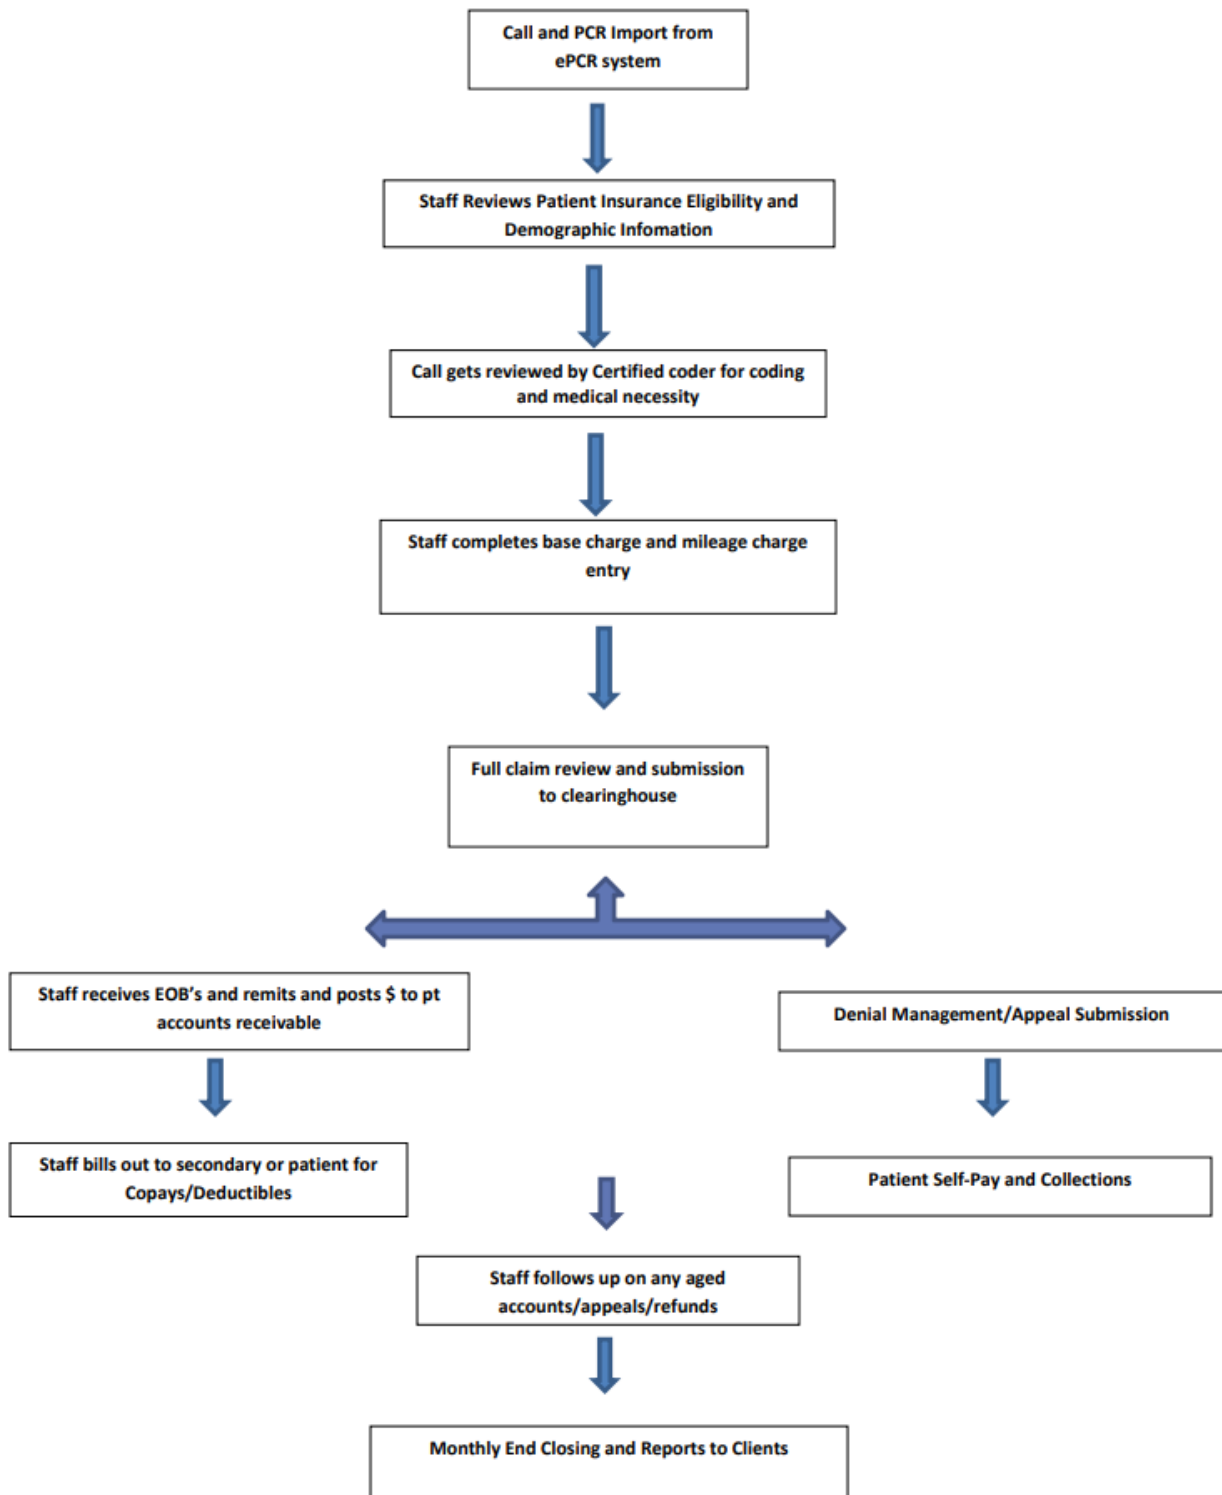 Call and PCR Import from
ePCR system
Staff Reviews Patient Insurance Eligibility and
Demographic Infomation
Call gets reviewed by Certified coder for coding
and medical necessity
Staff completes base charge and mileage charge
entry
Full claim review and submission
to clearinghouse
Staff receives EOB’s and remits and posts $ to pt
accounts receivable
Denial Management/Appeal Submission
Staff bills out to secondary or patient for
Copays/Deductibles
Patient Self-Pay and Collections
Staff follows up on any aged
accounts/appeals/refunds
Monthly End Closing and Reports to Clients